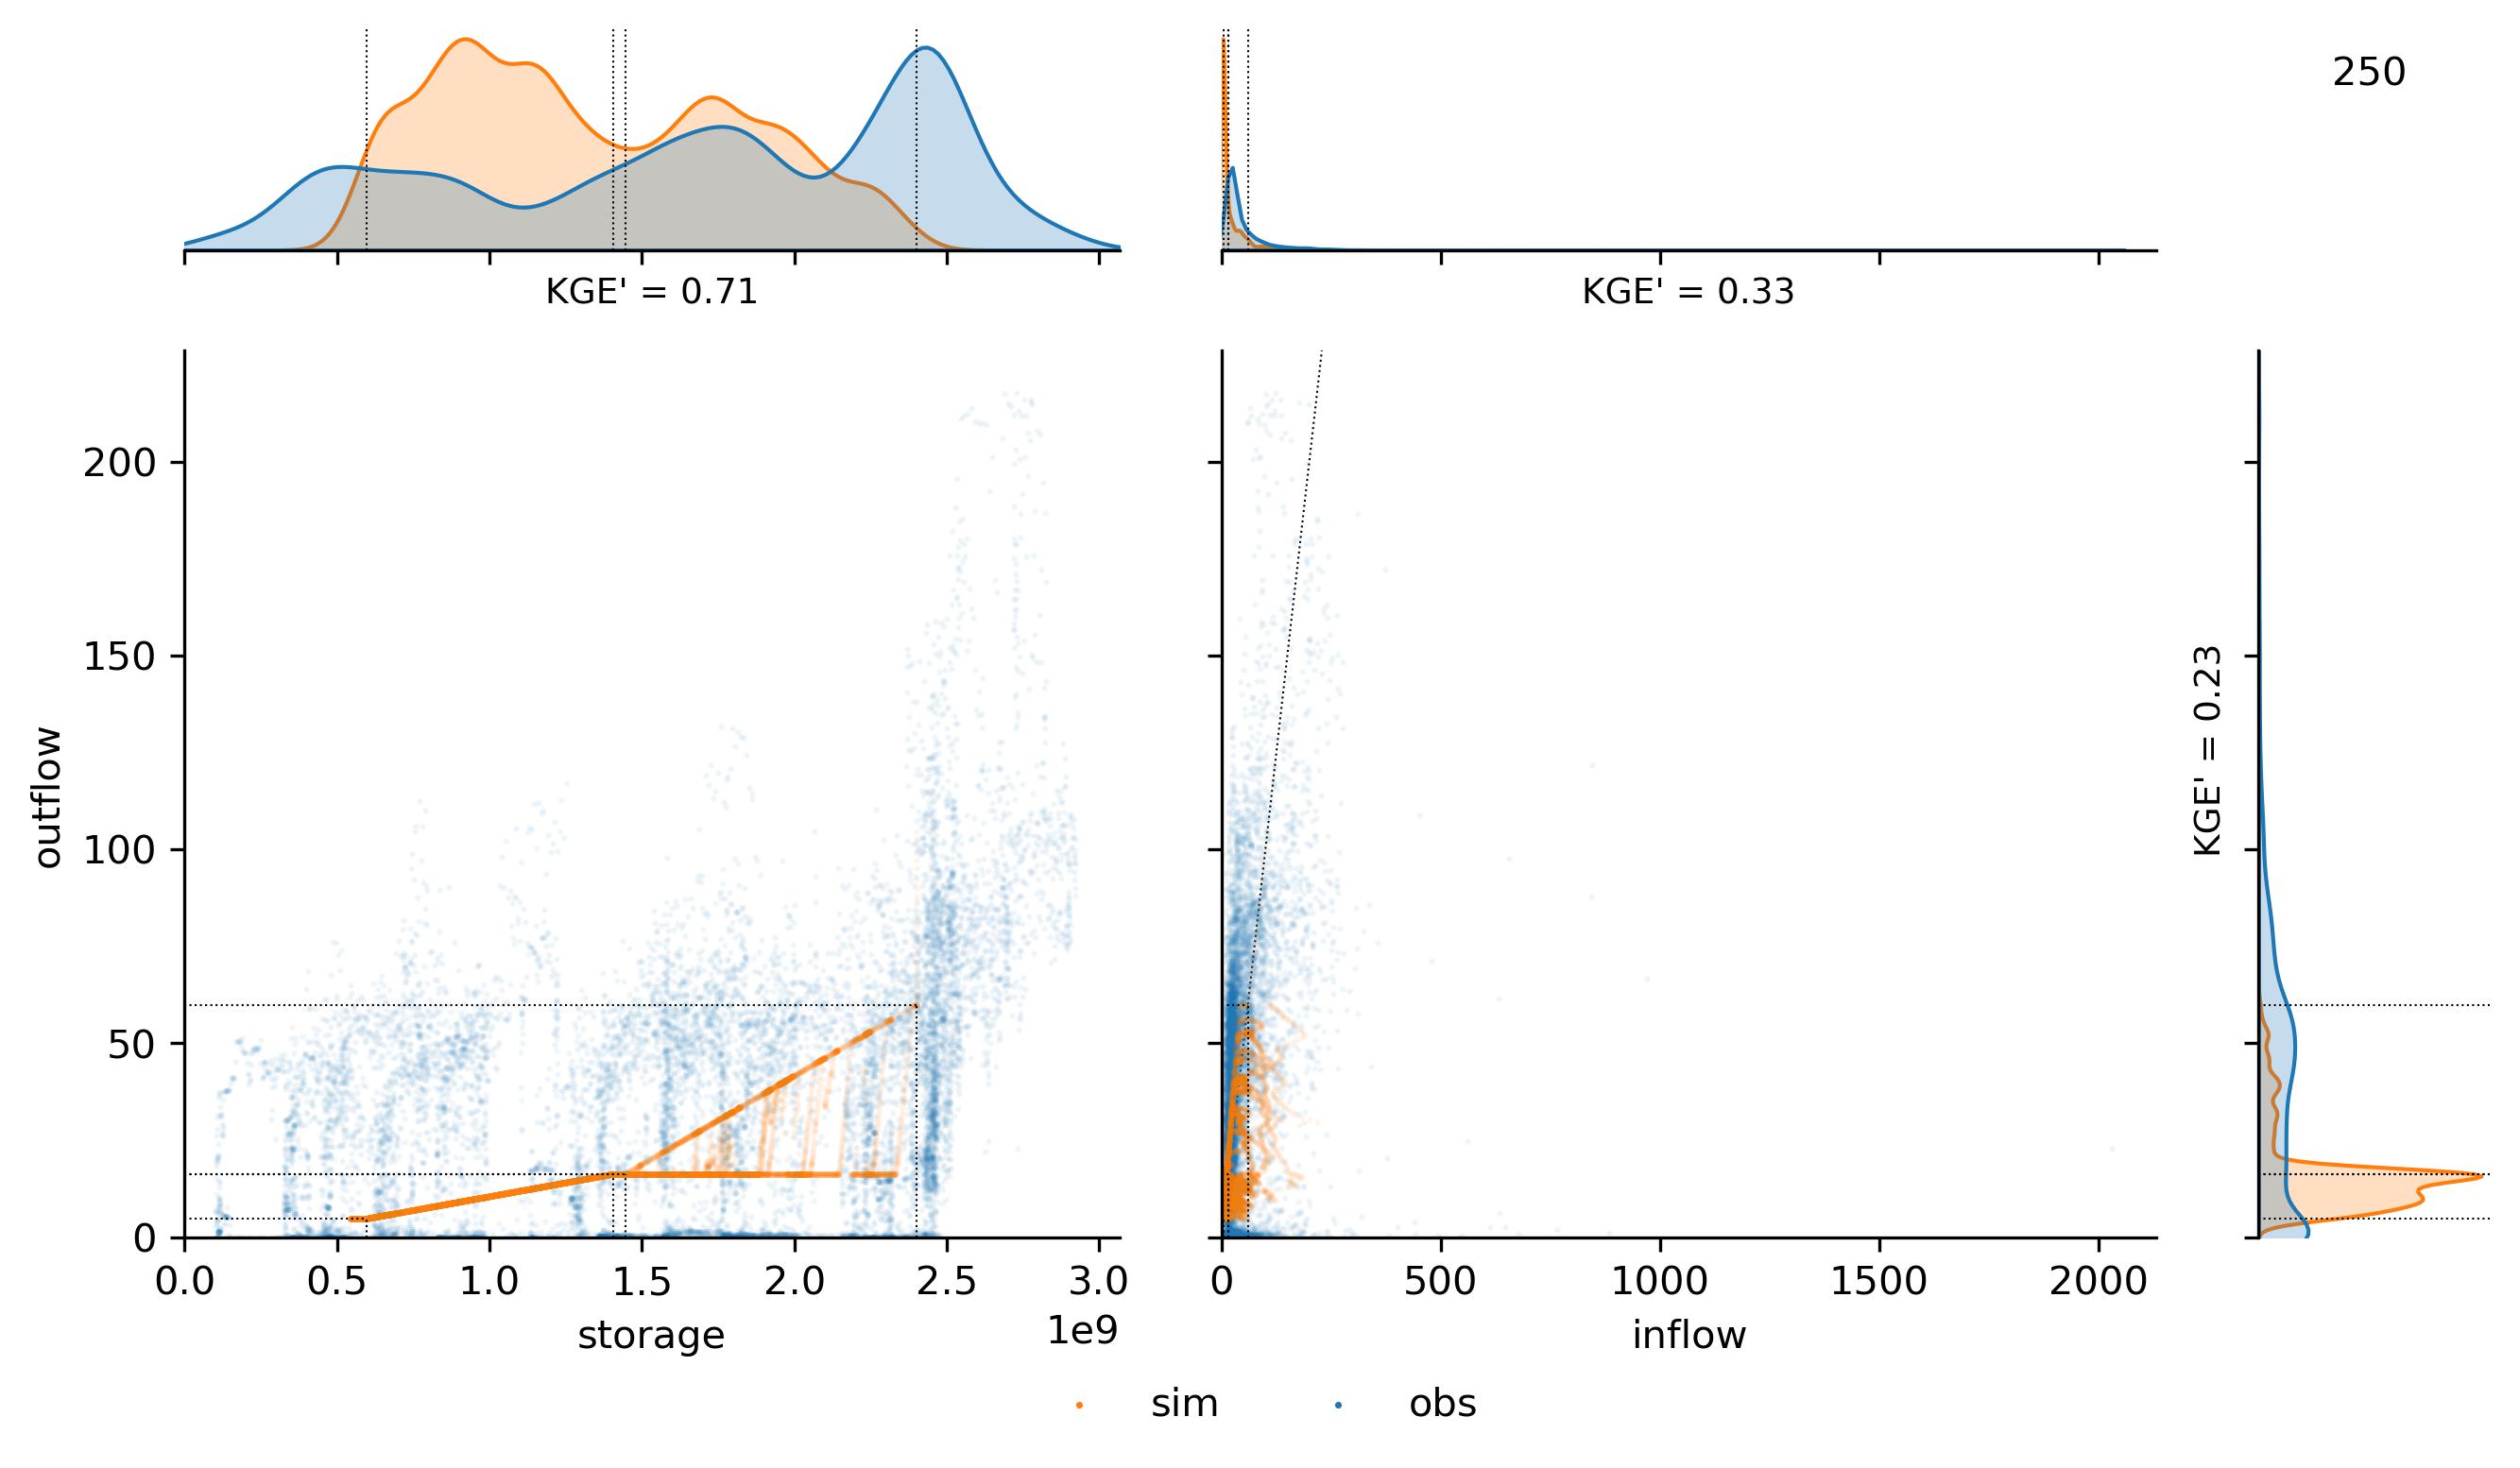 250
KGE' = 0.71
KGE' = 0.33
outflow
200
150
100
50
0
KGE' = 0.23
0.0 0.5 1.0 1.5 2.0 2.5 3.0
1e9
storage
0 500 1000 1500 2000
inflow
sim obs